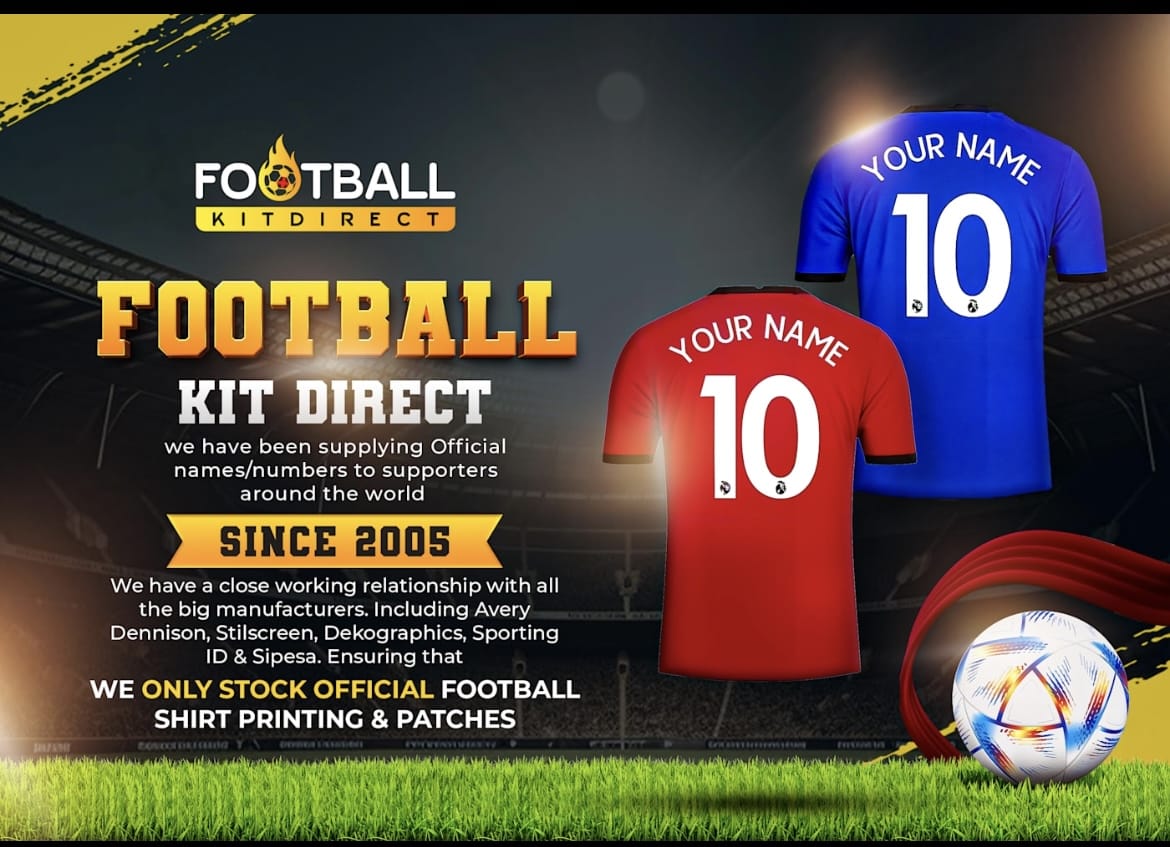 FOOTBALL
KITDIRECT
FOOTBALL
KIT DIRECT
we have been supplying Official
names/numbers to supporters
around the world
SINCE 2005
We have a close working relationship with all
the big manufacturers. Including Avery
Dennison, Stilscreen, Dekographics, Sporting
ID & Sipesa. Ensuring that
WE ONLY STOCK OFFICIAL FOOTBALL
SHIRT PRINTING & PATCHES
YOUR NAME
10
YOUR NAME
10